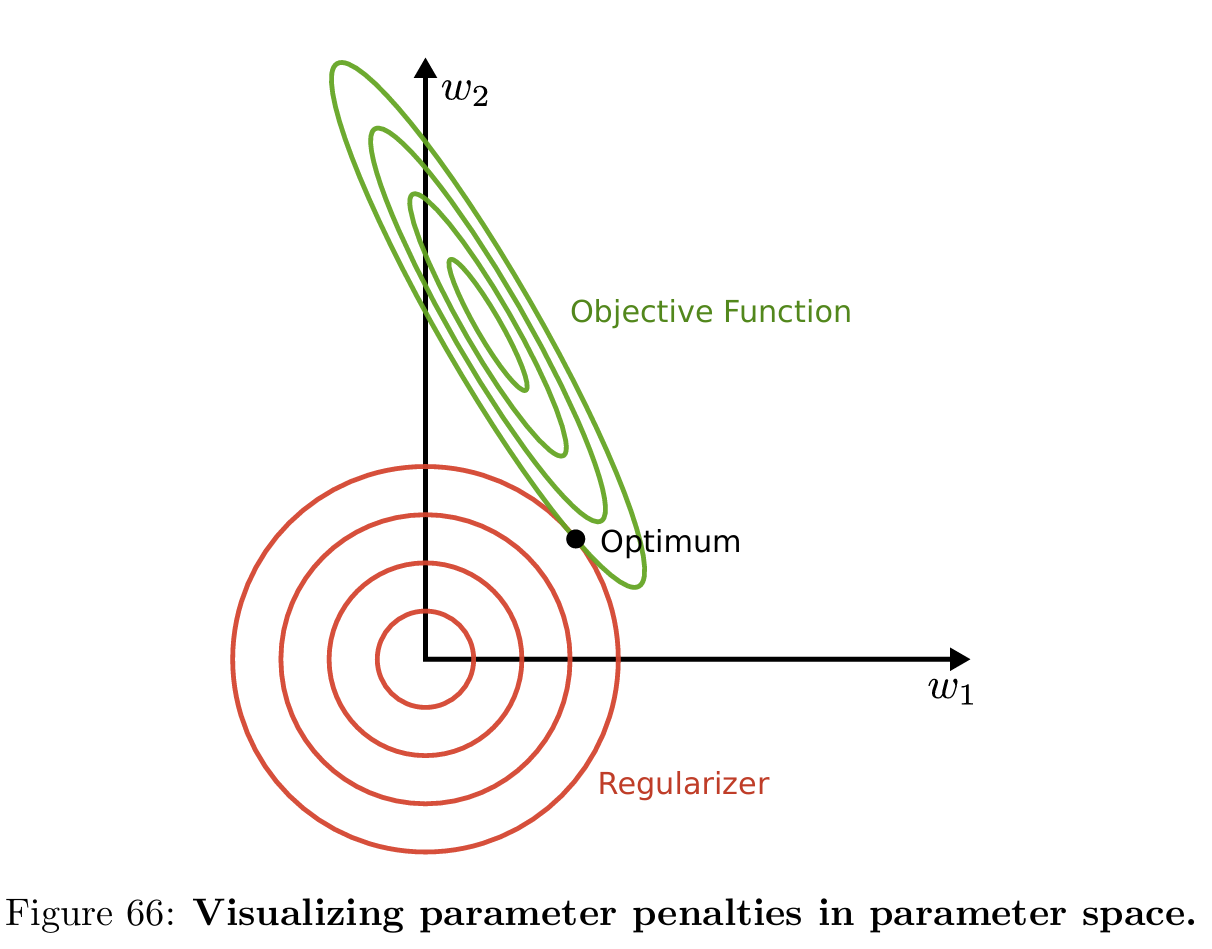 w₂
Objective Function
Optimum
w₁
Regularizer
Figure 66: Visualizing parameter penalties in parameter space.